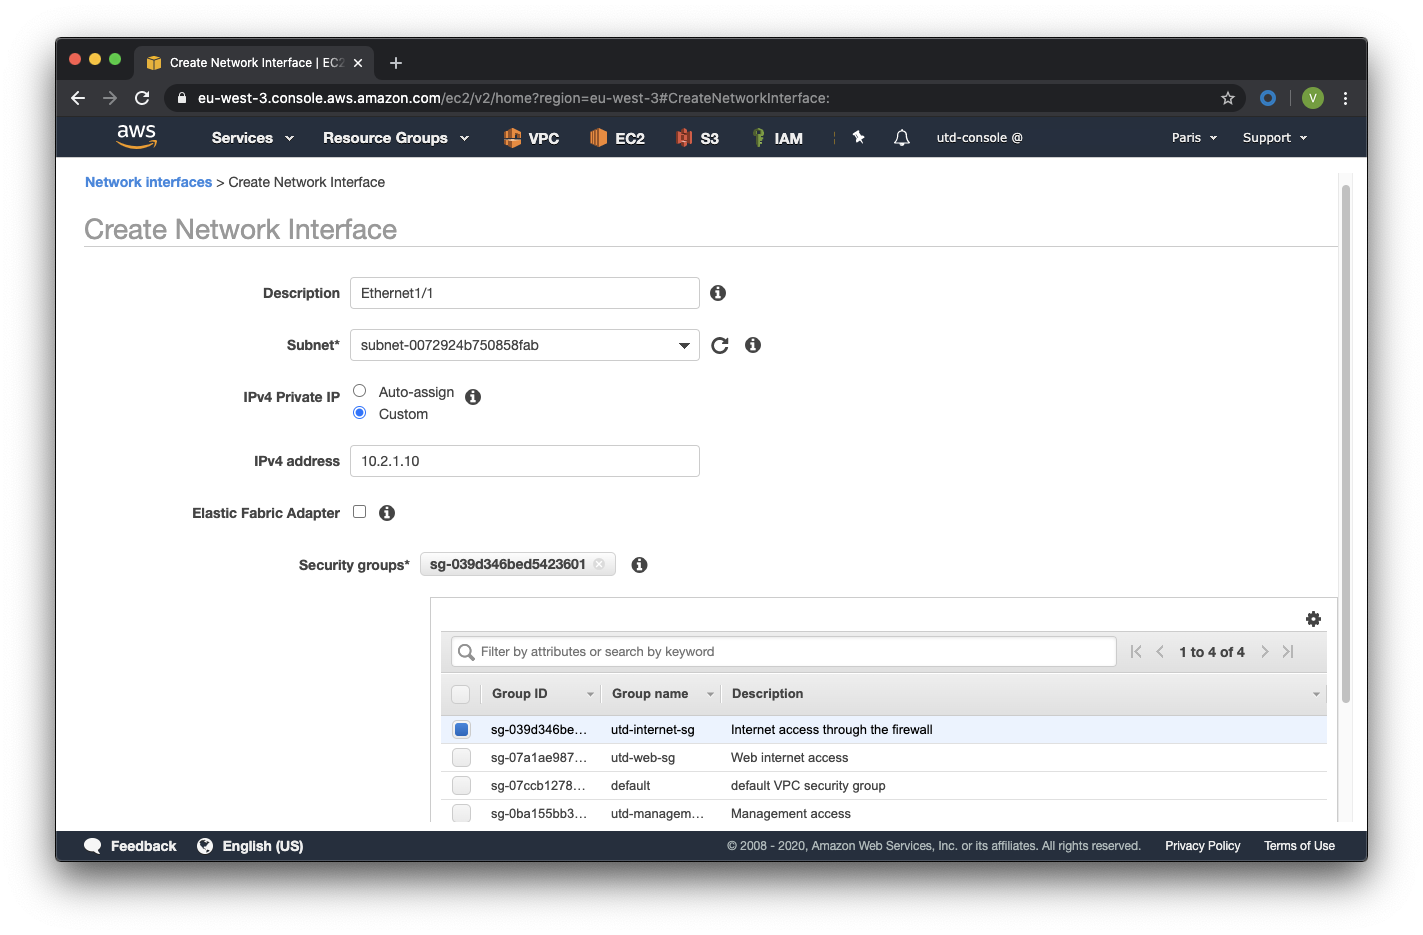 Create Network Interface | EC2
eu-west-3.console.aws.amazon.com/ec2/v2/home?region=eu-west-3#CreateNetworkInterface:
V
aws Services Resource Groups VPC EC2 S3 IAM utd-console @ Paris Support
Network interfaces > Create Network Interface
Create Network Interface
Description Ethernet1/1
Subnet* subnet-0072924b750858fab
IPv4 Private IP Auto-assign
Custom
IPv4 address 10.2.1.10
Elastic Fabric Adapter
Security groups* sg-039d346bed5423601
Filter by attributes or search by keyword 1 to 4 of 4
Group ID Group name Description
sg-039d346be... utd-internet-sg Internet access through the firewall
sg-07a1ae987... utd-web-sg Web internet access
sg-07ccb1278... default default VPC security group
sg-0ba155bb3... utd-managem... Management access
Feedback English (US) © 2008 - 2020, Amazon Web Services, Inc. or its affiliates. All rights reserved. Privacy Policy Terms of Use